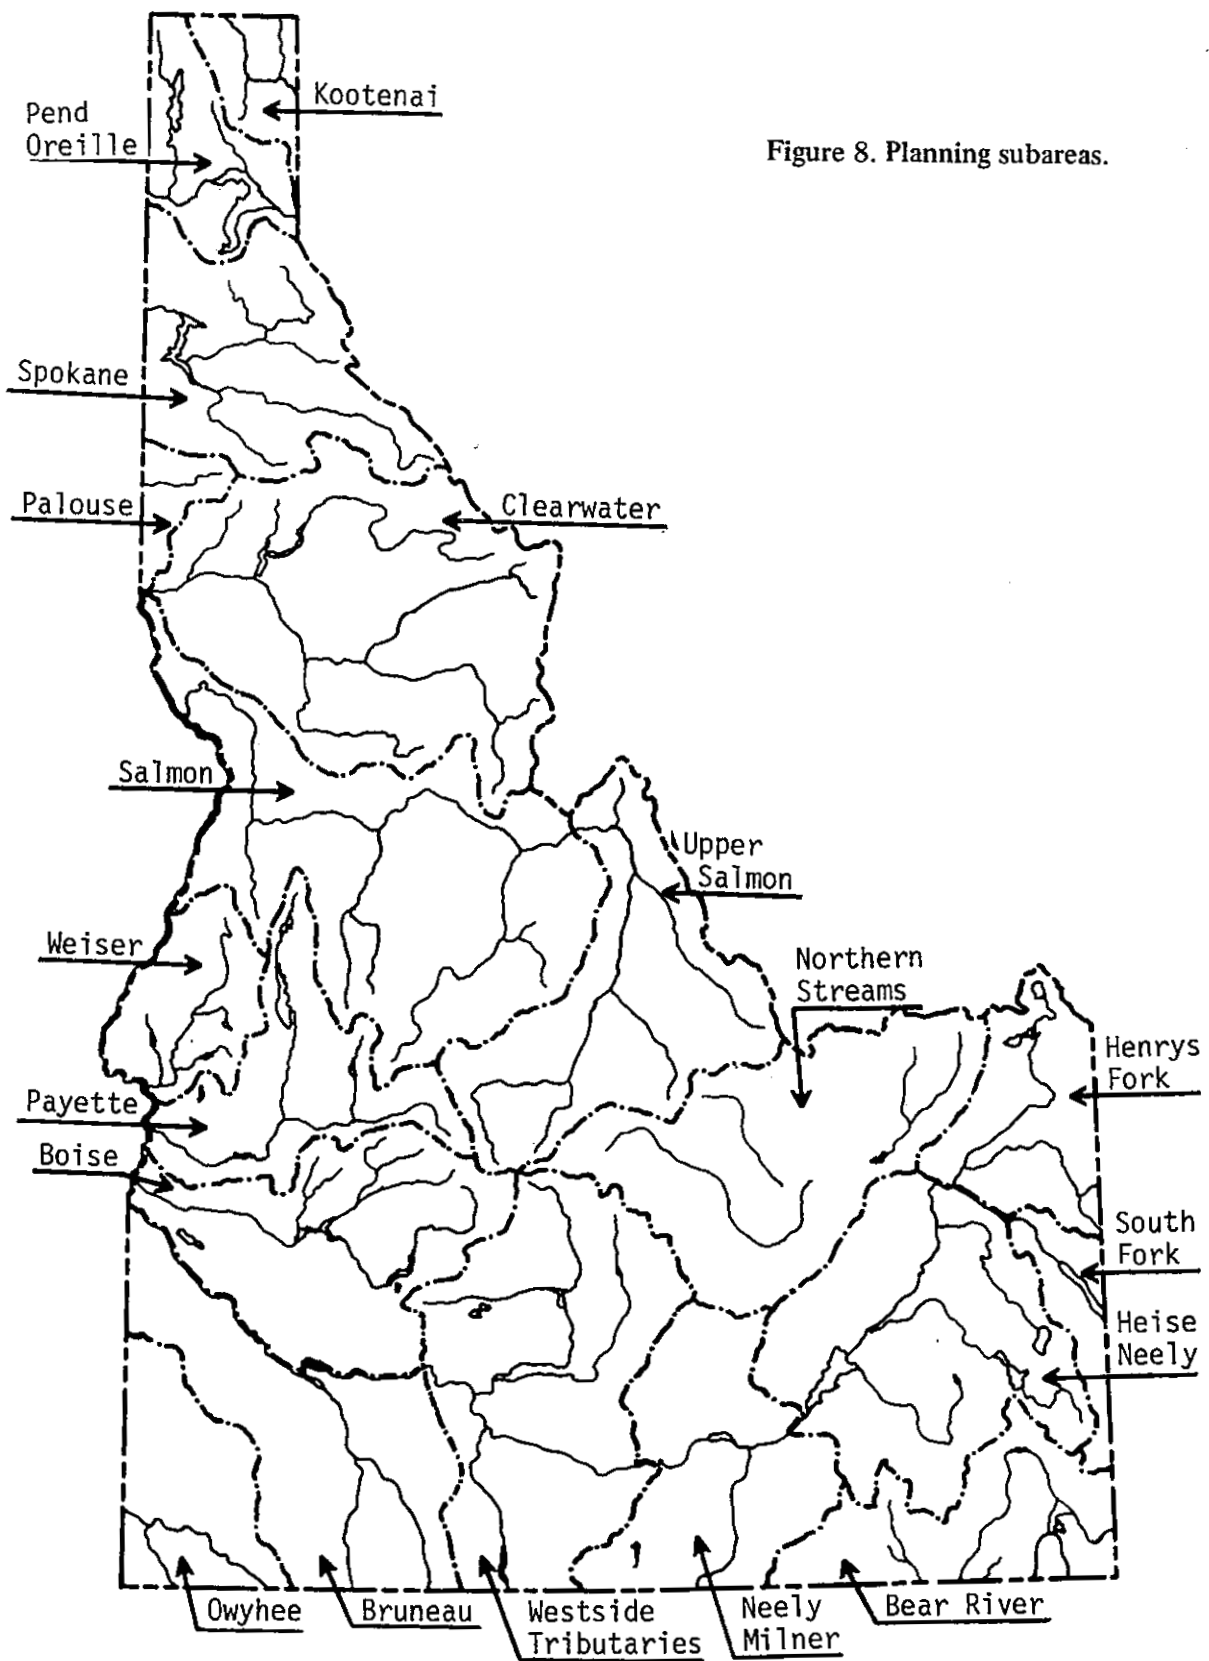 Kootenai
Pend
Oreille
Figure 8. Planning subareas.
Spokane
Palouse
Clearwater
Salmon
Upper
Salmon
Weiser
Northern
Streams
Henrys
Fork
Payette
Boise
South
Fork
Heise
Neely
Owyhee
Bruneau
Westside
Tributaries
Neely
Milner
Bear River